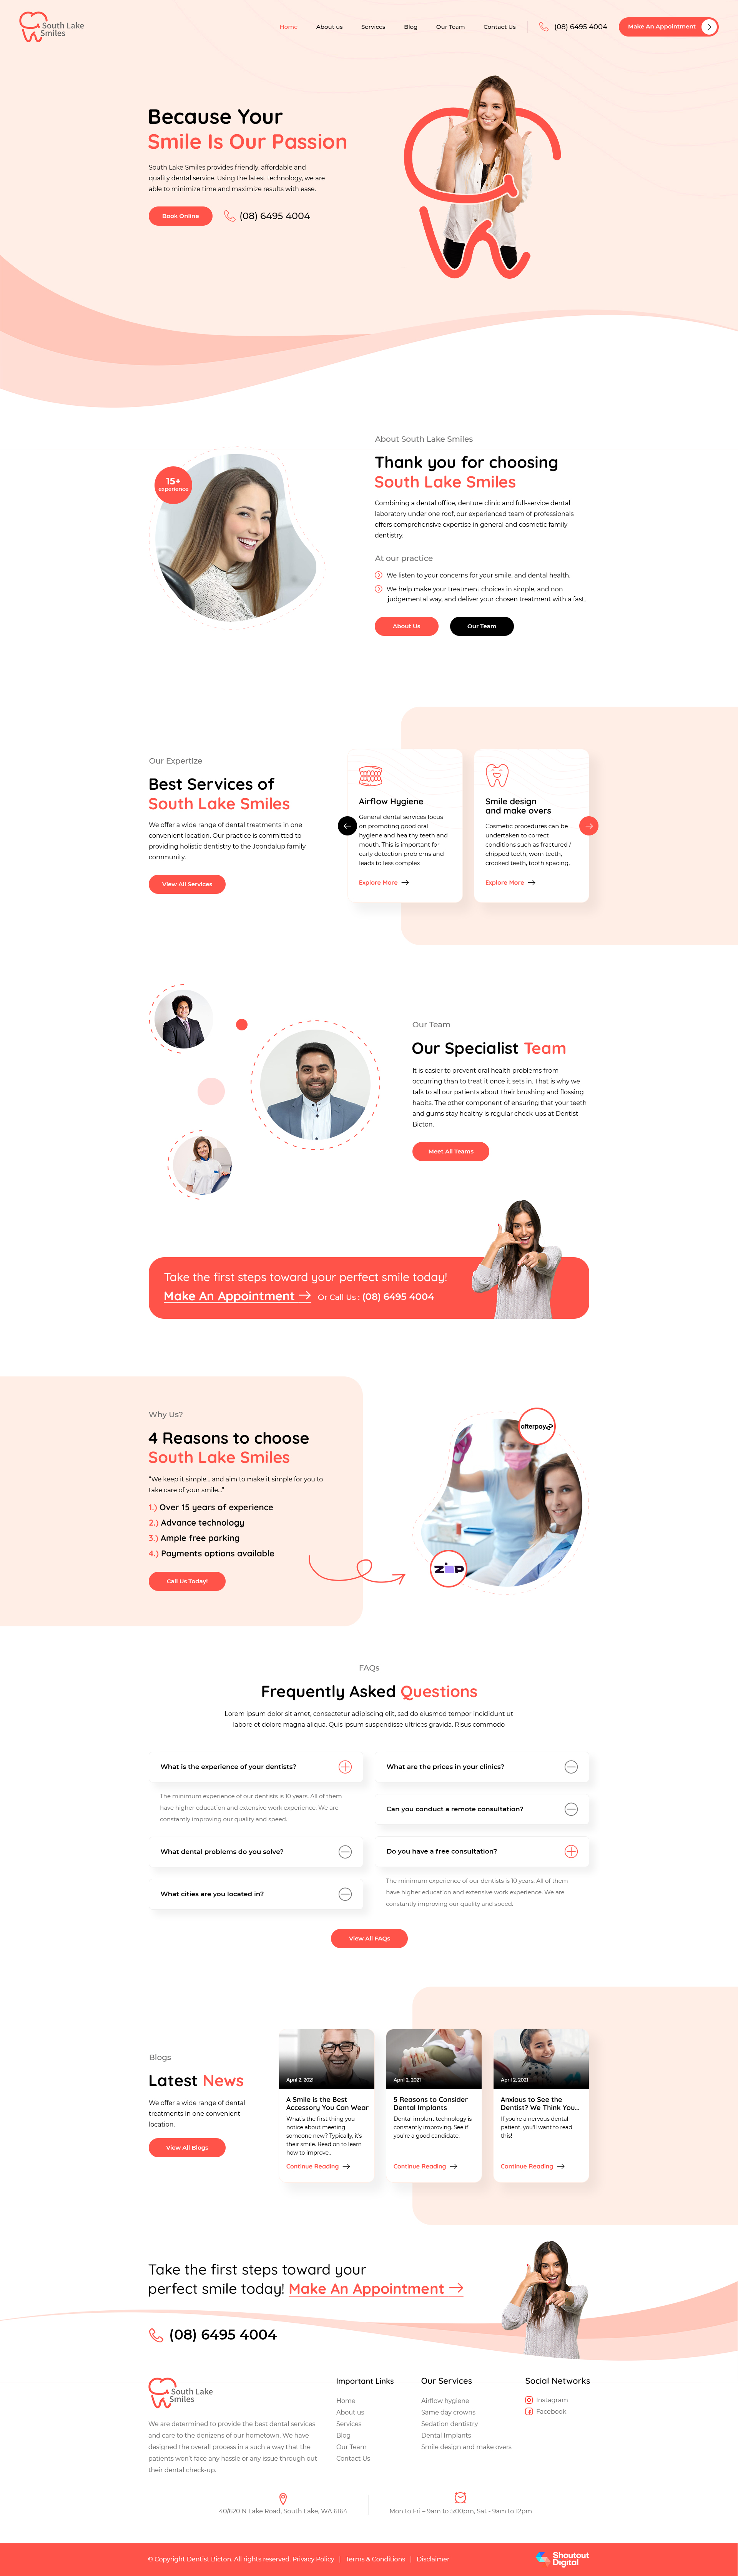 South Lake
Smiles
Home About us Services Blog Our Team Contact Us (08) 6495 4004 Make An Appointment
Because Your
Smile Is Our Passion
South Lake Smiles provides friendly, affordable and
quality dental service. Using the latest technology, we are
able to minimize time and maximize results with ease.
Book Online (08) 6495 4004
15+
experience
About South Lake Smiles
Thank you for choosing
South Lake Smiles
Combining a dental office, denture clinic and full-service dental
laboratory under one roof, our experienced team of professionals
offers comprehensive expertise in general and cosmetic family
dentistry.
At our practice
We listen to your concerns for your smile, and dental health.
We help make your treatment choices in simple, and non
judgemental way, and deliver your chosen treatment with a fast,
About Us Our Team
Our Expertize
Best Services of
South Lake Smiles
We offer a wide range of dental treatments in one
convenient location. Our practice is committed to
providing holistic dentistry to the Joondalup family
community.
View All Services
Airflow Hygiene
General dental services focus
on promoting good oral
hygiene and healthy teeth and
mouth. This is important for
early detection problems and
leads to less complex
Explore More
Smile design
and make overs
Cosmetic procedures can be
undertaken to correct
conditions such as fractured /
chipped teeth, worn teeth,
crooked teeth, tooth spacing,
Explore More
Our Team
Our Specialist Team
It is easier to prevent oral health problems from
occurring than to treat it once it sets in. That is why we
talk to all our patients about their brushing and flossing
habits. The other component of ensuring that your teeth
and gums stay healthy is regular check-ups at Dentist
Bicton.
Meet All Teams
Take the first steps toward your perfect smile today!
Make An Appointment Or Call Us : (08) 6495 4004
Why Us?
4 Reasons to choose
South Lake Smiles
“We keep it simple... and aim to make it simple for you to
take care of your smile...”
1.) Over 15 years of experience
2.) Advance technology
3.) Ample free parking
4.) Payments options available
Call Us Today!
afterpay
zip
FAQs
Frequently Asked Questions
Lorem ipsum dolor sit amet, consectetur adipiscing elit, sed do eiusmod tempor incididunt ut
labore et dolore magna aliqua. Quis ipsum suspendisse ultrices gravida. Risus commodo
What is the experience of your dentists?
The minimum experience of our dentists is 10 years. All of them
have higher education and extensive work experience. We are
constantly improving our quality and speed.
What dental problems do you solve?
What cities are you located in?
What are the prices in your clinics?
Can you conduct a remote consultation?
Do you have a free consultation?
The minimum experience of our dentists is 10 years. All of them
have higher education and extensive work experience. We are
constantly improving our quality and speed.
View All FAQs
Blogs
Latest News
We offer a wide range of dental
treatments in one convenient
location.
View All Blogs
April 2, 2021
A Smile is the Best
Accessory You Can Wear
What's the first thing you
notice about meeting
someone new? Typically, it's
their smile. Read on to learn
how to improve..
Continue Reading
April 2, 2021
5 Reasons to Consider
Dental Implants
Dental implant technology is
constantly improving. See if
you're a good candidate.
Continue Reading
April 2, 2021
Anxious to See the
Dentist? We Think You...
If you're a nervous dental
patient, you'll want to read
this!
Continue Reading
Take the first steps toward your
perfect smile today! Make An Appointment
(08) 6495 4004
South Lake
Smiles
We are determined to provide the best dental services
and care to the denizens of our hometown. We have
designed the overall process in a such a way that the
patients won't face any hassle or any issue through out
their dental check-up.
Important Links
Home
About us
Services
Blog
Our Team
Contact Us
Our Services
Airflow hygiene
Same day crowns
Sedation dentistry
Dental Implants
Smile design and make overs
Social Networks
Instagram
Facebook
40/620 N Lake Road, South Lake, WA 6164
Mon to Fri – 9am to 5:00pm, Sat - 9am to 12pm
© Copyright Dentist Bicton. All rights reserved. Privacy Policy | Terms & Conditions | Disclaimer
Shoutout
Digital